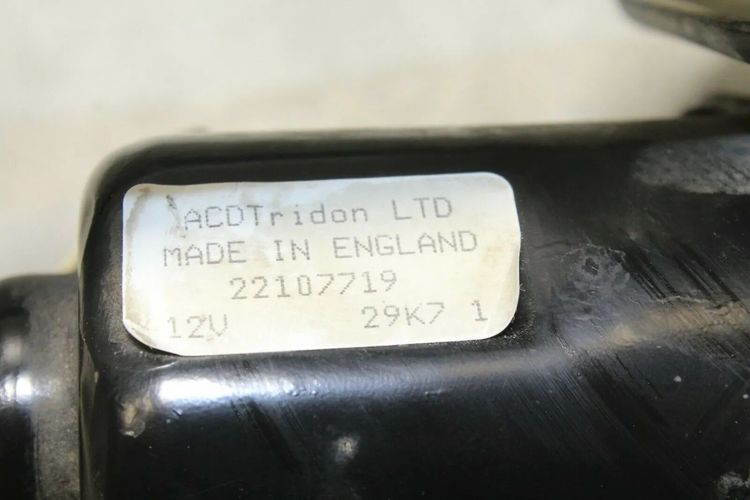 ACDTridon LTD
MADE IN ENGLAND
22107719
12V 29K7 1